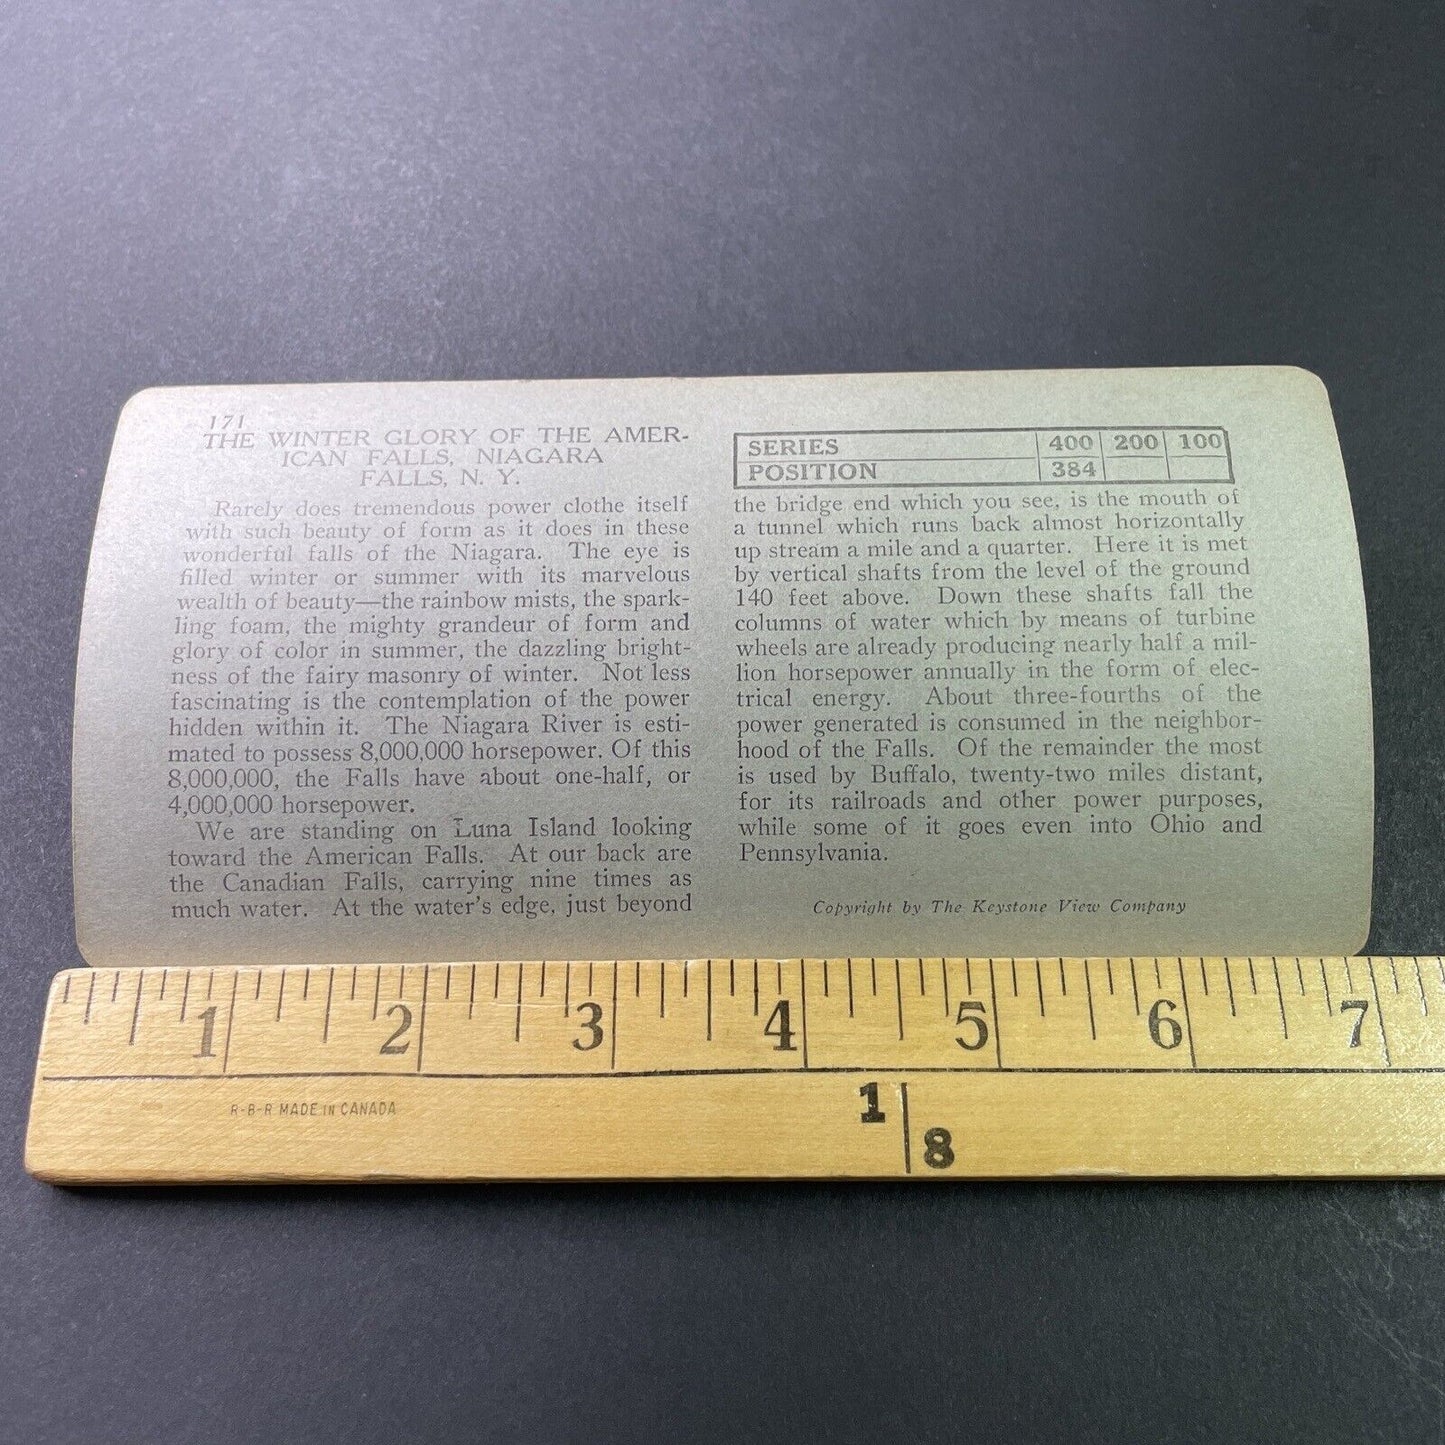 171
THE WINTER GLORY OF THE AMER-
ICAN FALLS, NIAGARA
FALLS, N. Y.
Rarely does tremendous power clothe itself
with such beauty of form as it does in these
wonderful falls of the Niagara. The eye is
filled winter or summer with its marvelous
wealth of beauty—the rainbow mists, the spark-
ling foam, the mighty grandeur of form and
glory of color in summer, the dazzling bright-
ness of the fairy masonry of winter. Not less
fascinating is the contemplation of the power
hidden within it. The Niagara River is esti-
mated to possess 8,000,000 horsepower. Of this
8,000,000, the Falls have about one-half, or
4,000,000 horsepower.
We are standing on Luna Island looking
toward the American Falls. At our back are
the Canadian Falls, carrying nine times as
much water. At the water's edge, just beyond
SERIES 400 200 100
POSITION 384
the bridge end which you see, is the mouth of
a tunnel which runs back almost horizontally
up stream a mile and a quarter. Here it is met
by vertical shafts from the level of the ground
140 feet above. Down these shafts fall the
columns of water which by means of turbine
wheels are already producing nearly half a mil-
lion horsepower annually in the form of elec-
trical energy. About three-fourths of the
power generated is consumed in the neighbor-
hood of the Falls. Of the remainder the most
is used by Buffalo, twenty-two miles distant,
for its railroads and other power purposes,
while some of it goes even into Ohio and
Pennsylvania.
Copyright by The Keystone View Company
1 2 3 4 5 6 7
R-B-R MADE IN CANADA
1
8